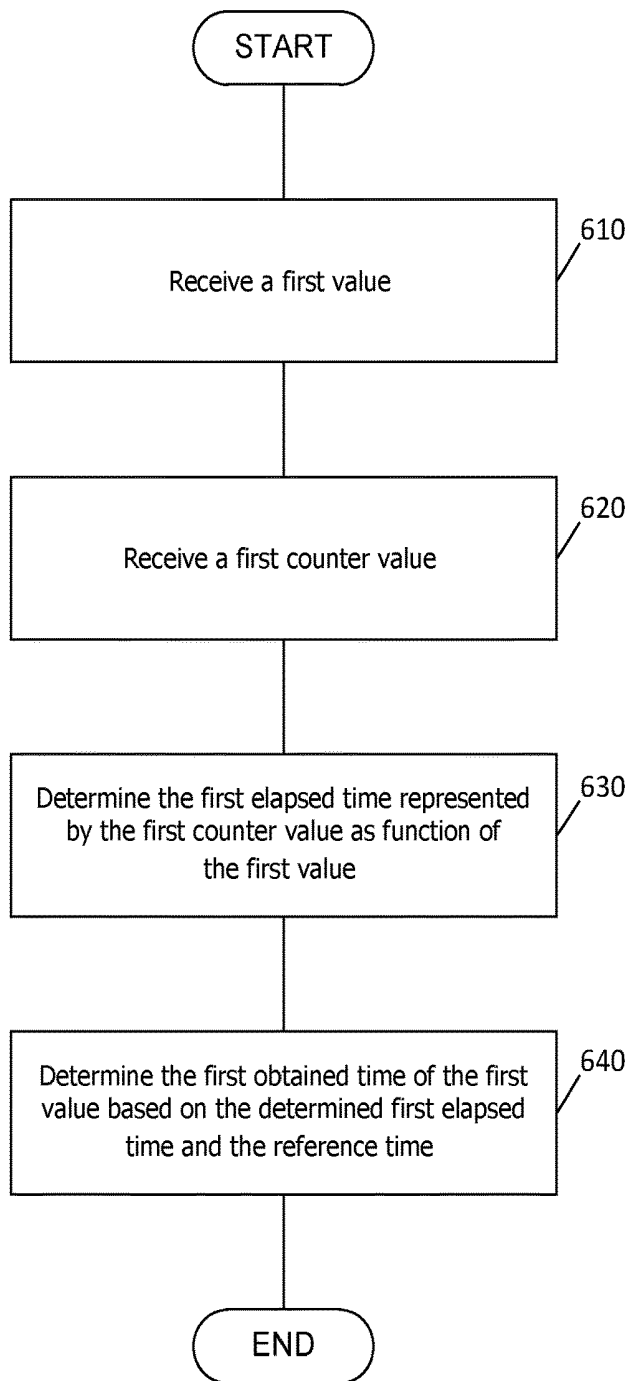 START
610
Receive a first value
620
Receive a first counter value
630
Determine the first elapsed time represented
by the first counter value as function of
the first value
640
Determine the first obtained time of the first
value based on the determined first elapsed
time and the reference time
END